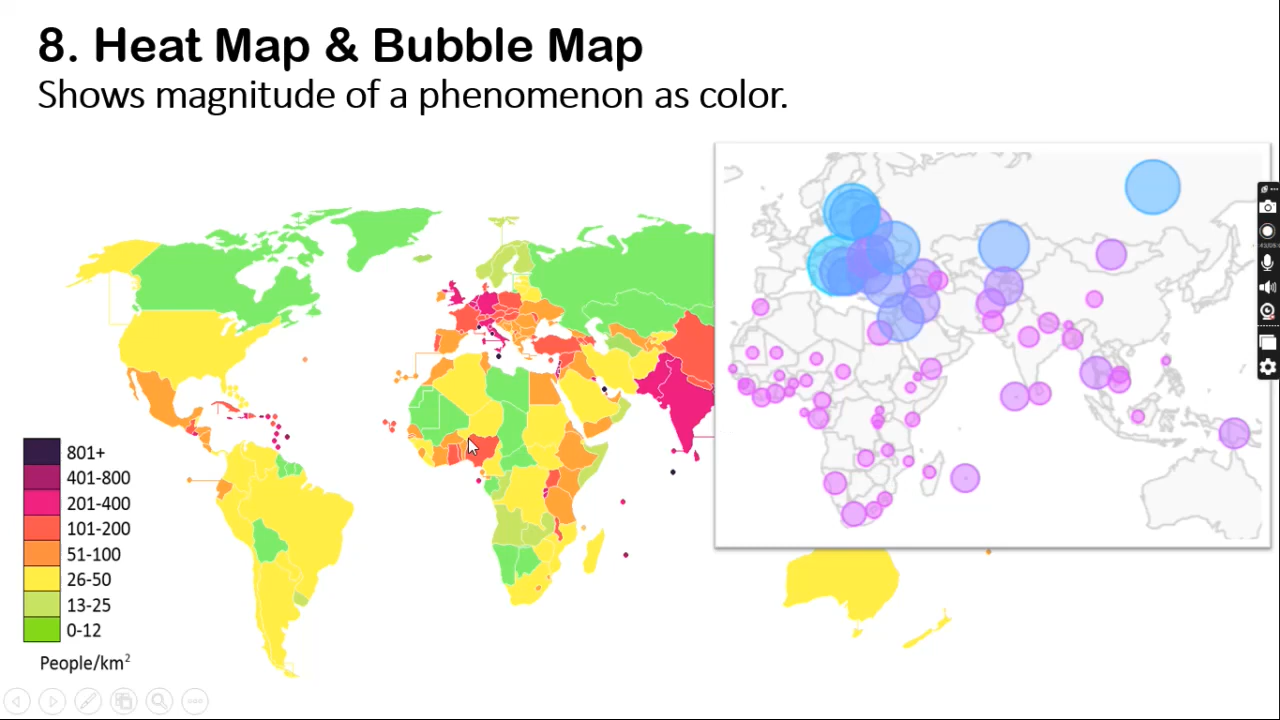 8. Heat Map & Bubble Map
Shows magnitude of a phenomenon as color.
801+
401-800
201-400
101-200
51-100
26-50
13-25
0-12
People/km²